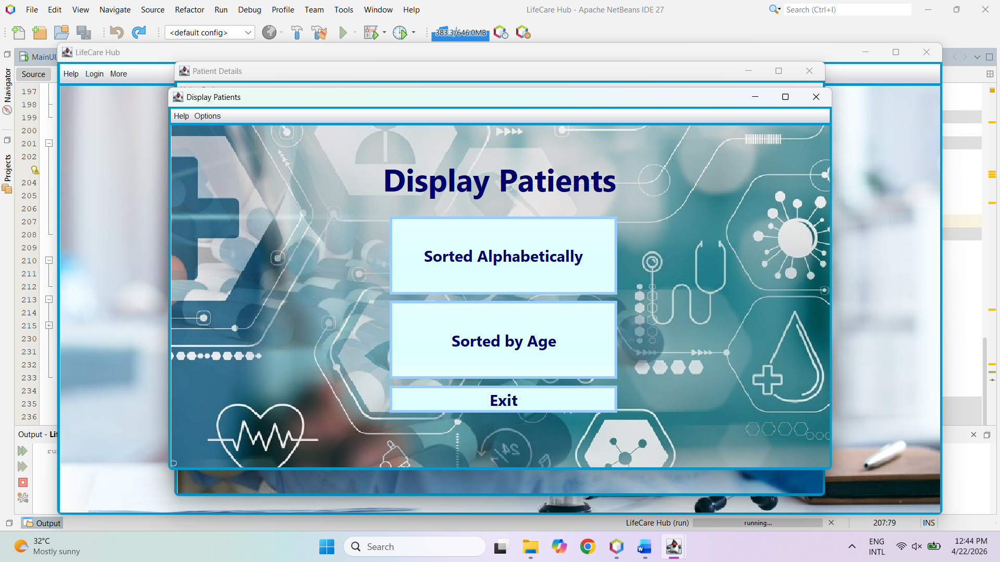 File Edit View Navigate Source Refactor Run Debug Profile Team Tools Window Help
LifeCare Hub - Apache NetBeans IDE 27
Search (Ctrl+I)
<default config>
383.3/646.0MB
MainUI
LifeCare Hub
Source
Help Login More
Patient Details
Display Patients
Help Options
Navigator
Projects
197
198
199
200
201
202
204
205
206
207
208
209
210
211
212
213
214
215
230
231
232
233
234
235
236
Display Patients
Sorted Alphabetically
Sorted by Age
Exit
24/
Output -
Output
LifeCare Hub (run)
running...
207:79
INS
32°C
Mostly sunny
Search
ENG
INTL
12:44 PM
4/22/2026